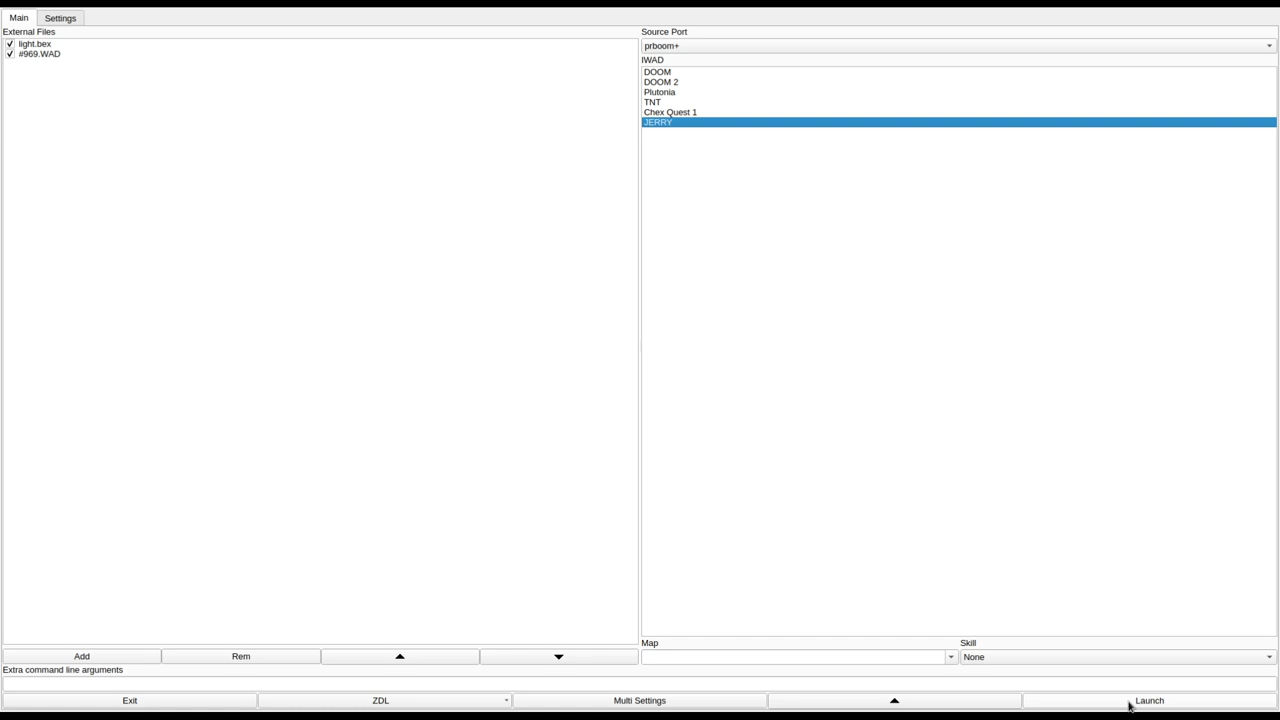 Main Settings
External Files
light.bex
#969.WAD
Source Port
prboom+
IWAD
DOOM
DOOM 2
Plutonia
TNT
Chex Quest 1
JERRY
Map Skill
None
Add Rem
Extra command line arguments
Exit ZDL Multi Settings Launch